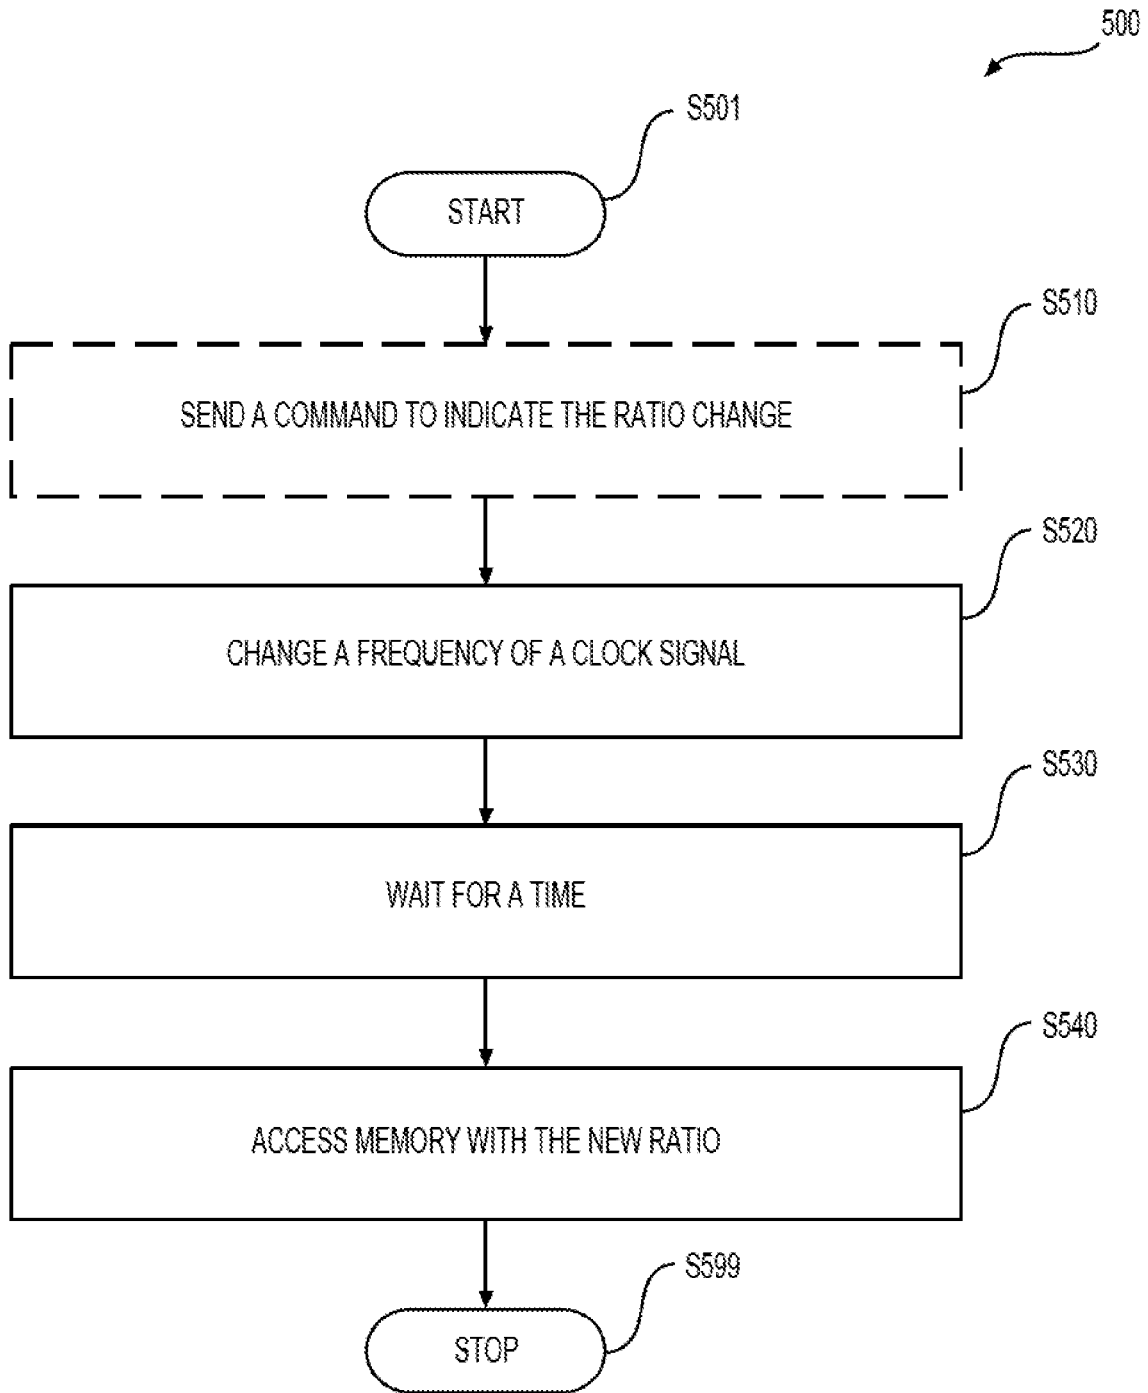 500
S501
START
S510
SEND A COMMAND TO INDICATE THE RATIO CHANGE
S520
CHANGE A FREQUENCY OF A CLOCK SIGNAL
S530
WAIT FOR A TIME
S540
ACCESS MEMORY WITH THE NEW RATIO
S599
STOP